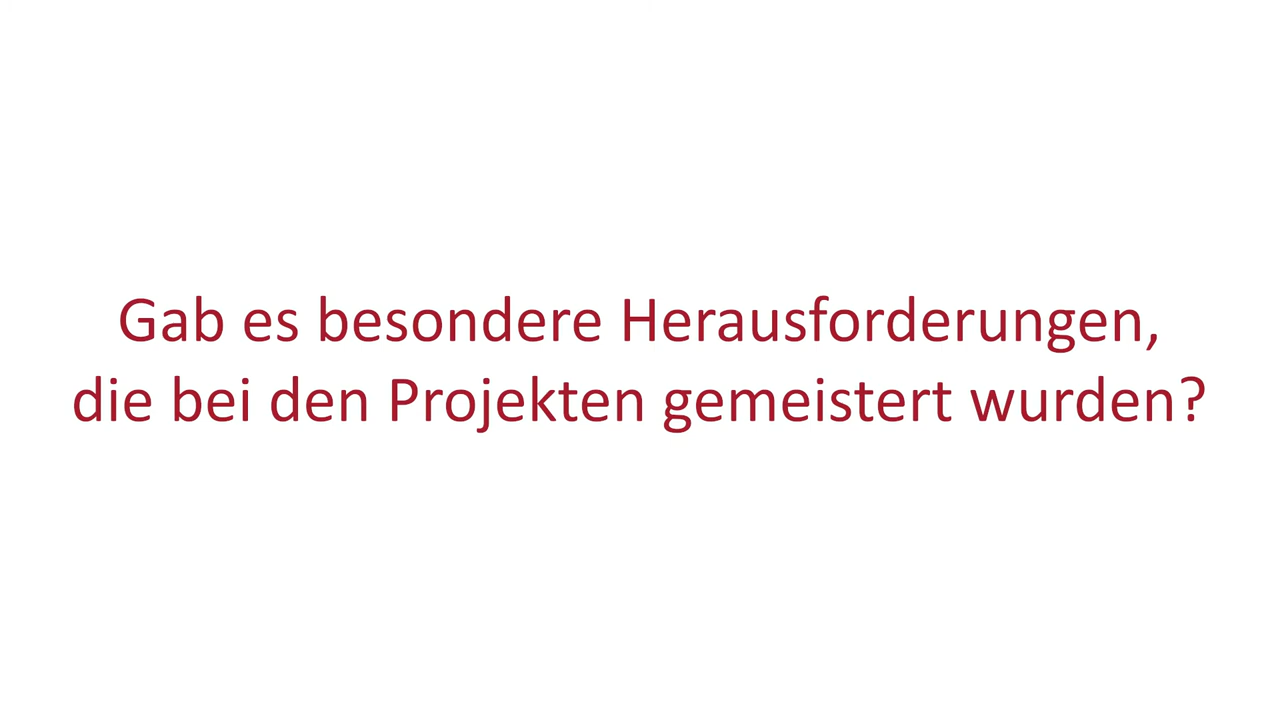 Gab es besondere Herausforderungen,
die bei den Projekten gemeistert wurden?